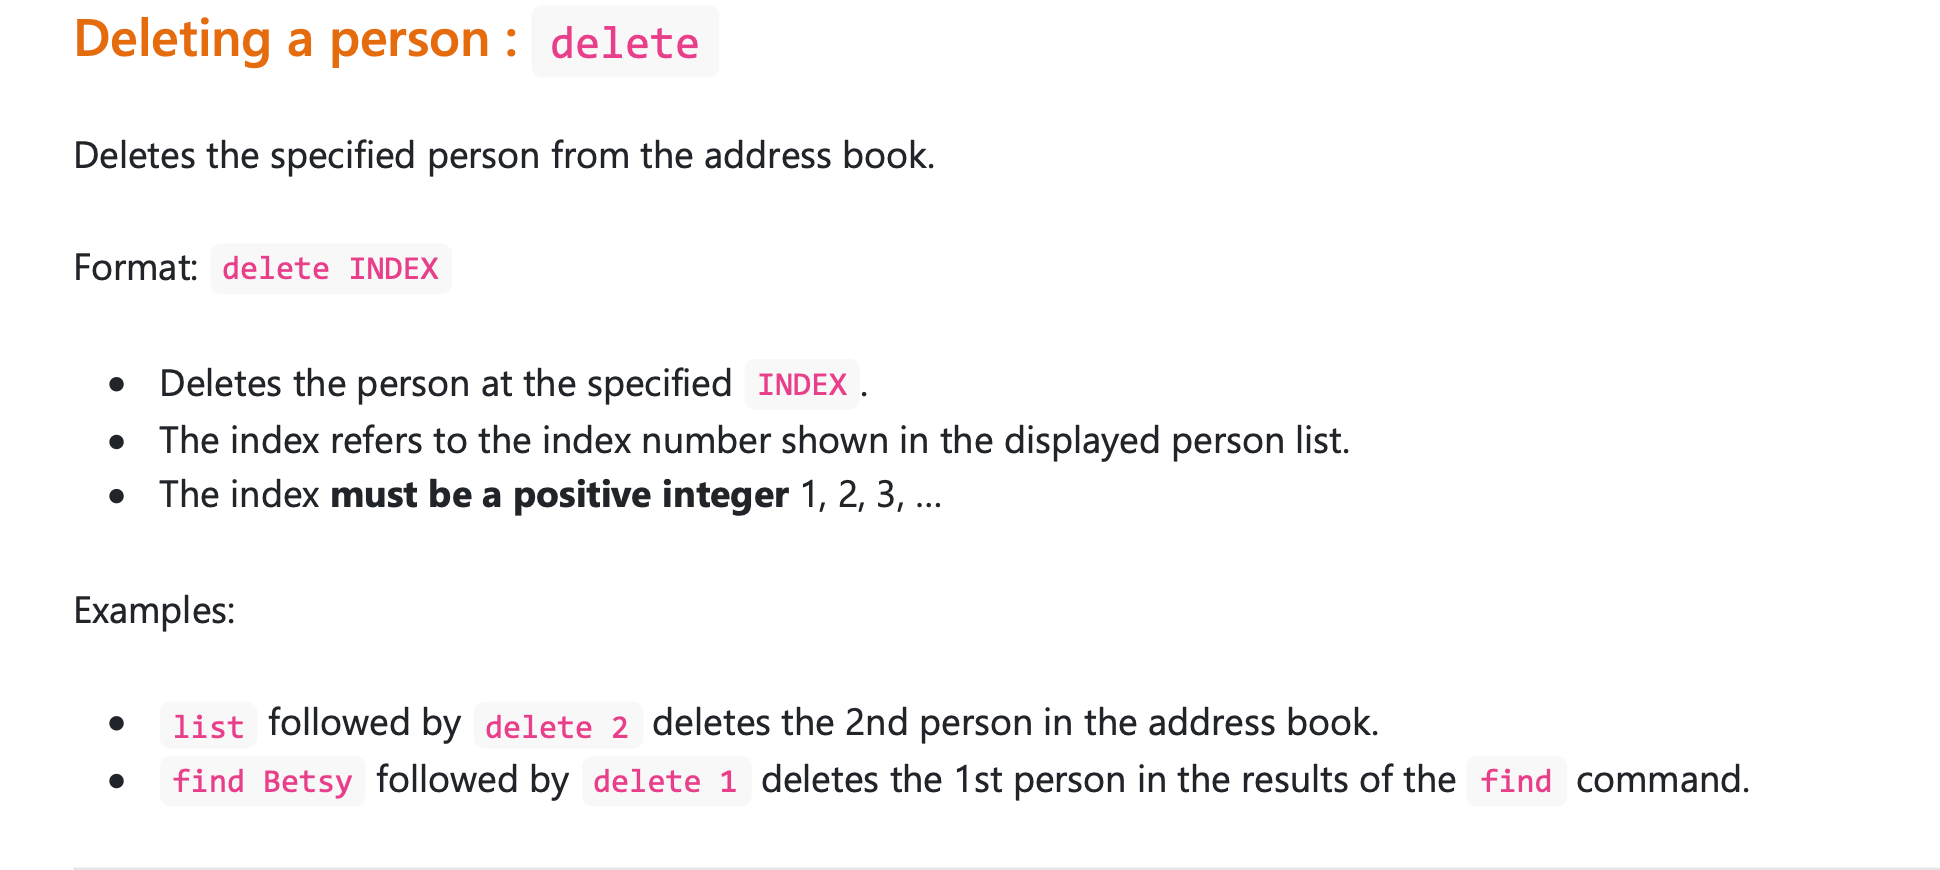 Deleting a person : delete
Deletes the specified person from the address book.
Format: delete INDEX
Deletes the person at the specified INDEX.
The index refers to the index number shown in the displayed person list.
The index must be a positive integer 1, 2, 3, …
Examples:
list followed by delete 2 deletes the 2nd person in the address book.
find Betsy followed by delete 1 deletes the 1st person in the results of the find command.